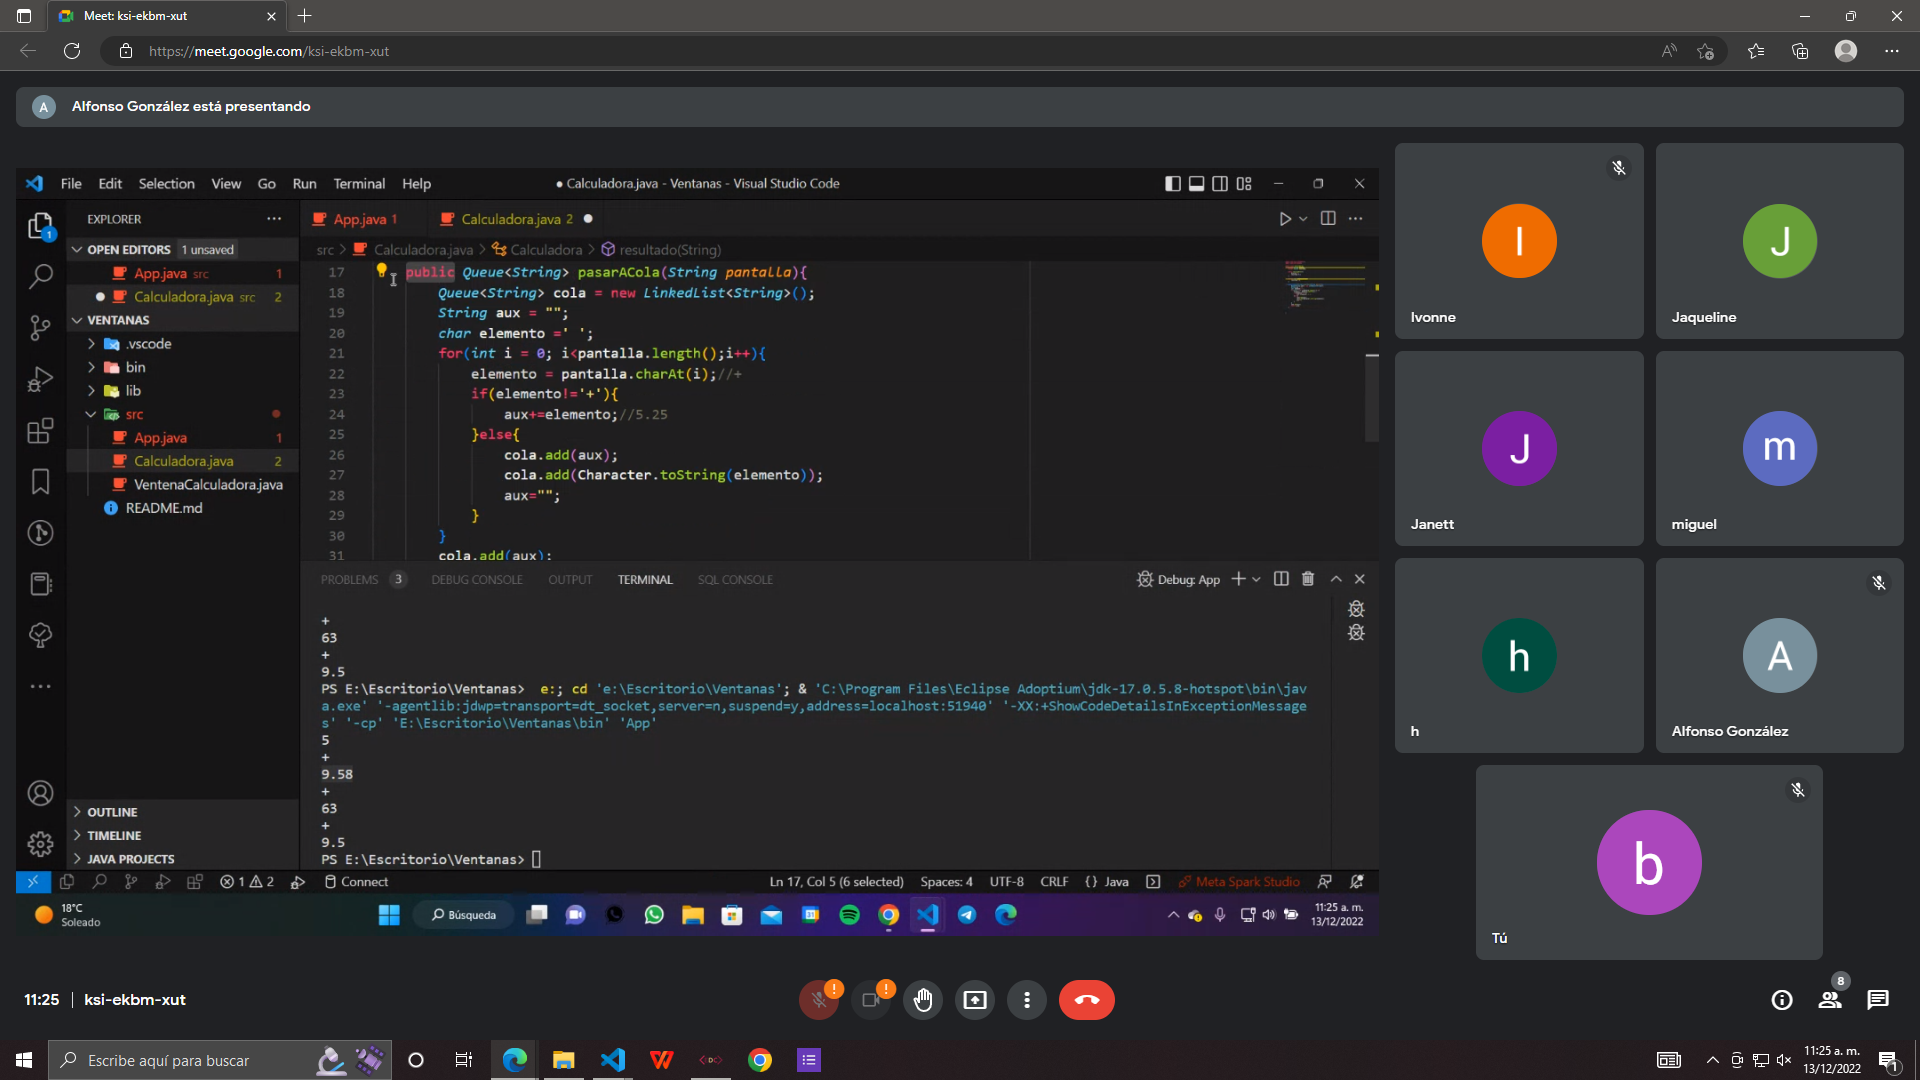 Meet: ksi-ekbm-xut
https://meet.google.com/ksi-ekbm-xut
A Alfonso González está presentando
File Edit Selection View Go Run Terminal Help
● Calculadora.java - Ventanas - Visual Studio Code
EXPLORER
App.java 1
Calculadora.java 2
OPEN EDITORS 1 unsaved
App.java src 1
Calculadora.java src 2
VENTANAS
.vscode
bin
lib
src
App.java 1
Calculadora.java 2
VentenaCalculadora.java
README.md
OUTLINE
TIMELINE
JAVA PROJECTS
src > Calculadora.java > Calculadora > resultado(String)
17 public Queue<String> pasarACola(String pantalla){
18 Queue<String> cola = new LinkedList<String>();
19 String aux = "";
20 char elemento =' ';
21 for(int i = 0; i<pantalla.length();i++){
22 elemento = pantalla.charAt(i);//+
23 if(elemento!='+'){
24 aux+=elemento;//5.25
25 }else{
26 cola.add(aux);
27 cola.add(Character.toString(elemento));
28 aux="";
29 }
30 }
31 cola.add(aux);
PROBLEMS 3 DEBUG CONSOLE OUTPUT TERMINAL SQL CONSOLE
Debug: App
+
63
+
9.5
PS E:\Escritorio\Ventanas> e:; cd 'e:\Escritorio\Ventanas'; & 'C:\Program Files\Eclipse Adoptium\jdk-17.0.5.8-hotspot\bin\jav
a.exe' '-agentlib:jdwp=transport=dt_socket,server=n,suspend=y,address=localhost:51940' '-XX:+ShowCodeDetailsInExceptionMessage
s' '-cp' 'E:\Escritorio\Ventanas\bin' 'App'
5
+
9.58
+
63
+
9.5
PS E:\Escritorio\Ventanas>
1 2
Connect
Ln 17, Col 5 (6 selected) Spaces: 4 UTF-8 CRLF {} Java Meta Spark Studio
18°C
Soleado
Búsqueda
11:25 a. m.
13/12/2022
I
Ivonne
J
Jaqueline
J
Janett
m
miguel
h
h
A
Alfonso González
b
Tú
11:25 | ksi-ekbm-xut
8
Escribe aquí para buscar
11:25 a. m.
13/12/2022
1